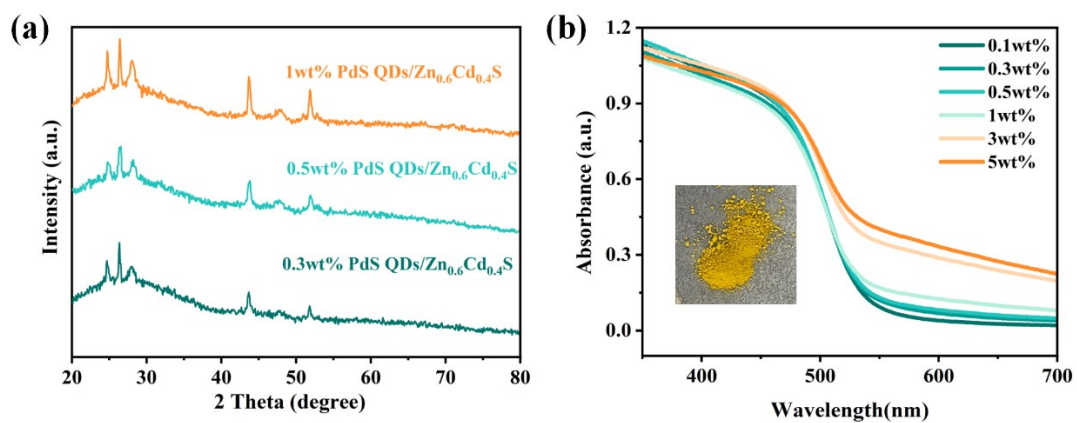 (a)
Intensity (a.u.)
1wt% PdS QDs/Zn0.6Cd0.4S
0.5wt% PdS QDs/Zn0.6Cd0.4S
0.3wt% PdS QDs/Zn0.6Cd0.4S
20 30 40 50 60 70 80
2 Theta (degree)
(b)
Absorbance (a.u.)
1.2
0.9
0.6
0.3
0.0
0.1wt%
0.3wt%
0.5wt%
1wt%
3wt%
5wt%
400 500 600 700
Wavelength(nm)